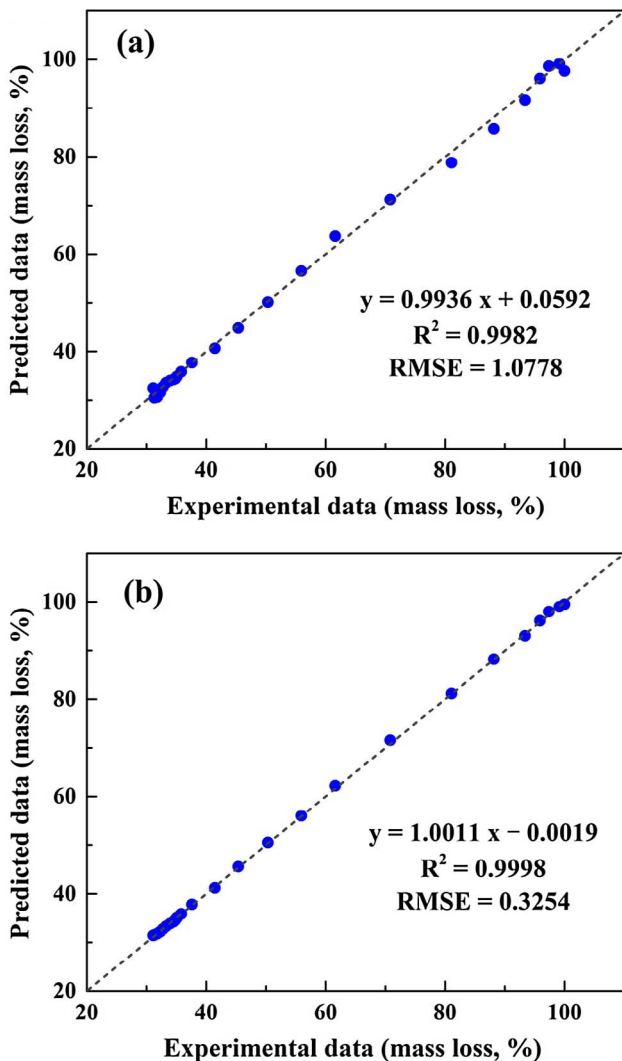 (a)
Predicted data (mass loss, %)
100
80
60
40
20
y = 0.9936 x + 0.0592
R² = 0.9982
RMSE = 1.0778
20 40 60 80 100
Experimental data (mass loss, %)
(b)
Predicted data (mass loss, %)
100
80
60
40
20
y = 1.0011 x − 0.0019
R² = 0.9998
RMSE = 0.3254
20 40 60 80 100
Experimental data (mass loss, %)